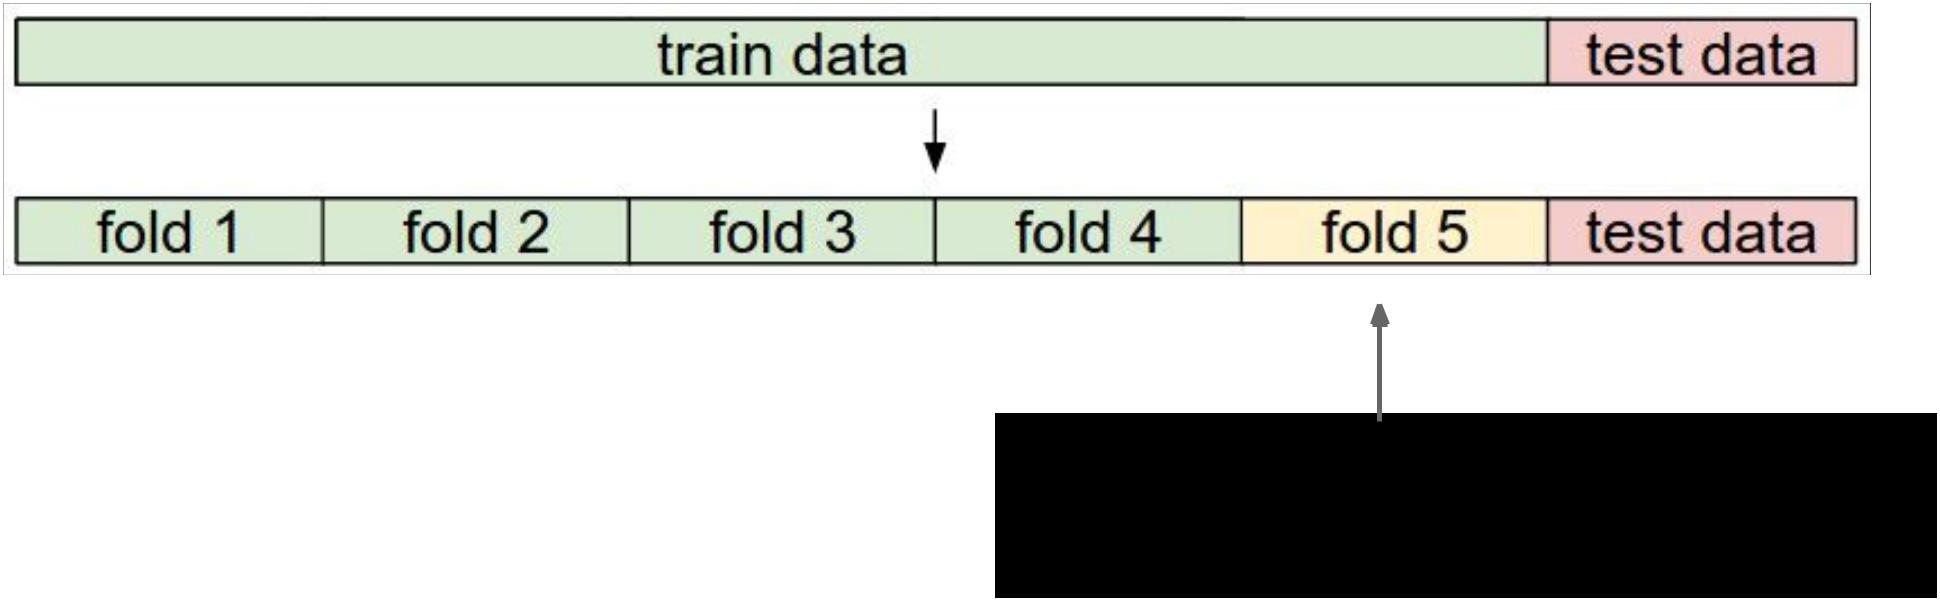 train data test data
fold 1 fold 2 fold 3 fold 4 fold 5 test data